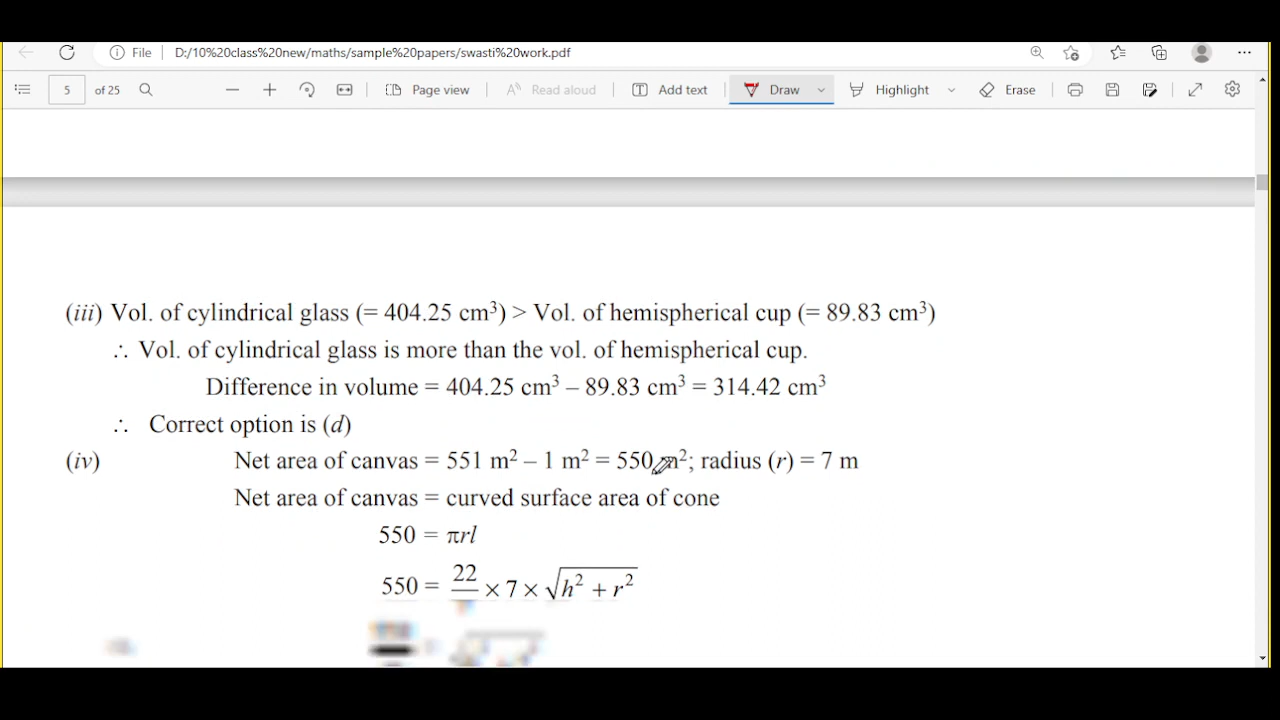 File D:/10%20class%20new/maths/sample%20papers/swasti%20work.pdf
5 of 25 Page view Read aloud Add text Draw Highlight Erase
(iii) Vol. of cylindrical glass (= 404.25 cm³) > Vol. of hemispherical cup (= 89.83 cm³)
∴ Vol. of cylindrical glass is more than the vol. of hemispherical cup.
Difference in volume = 404.25 cm³ – 89.83 cm³ = 314.42 cm³
∴ Correct option is (d)
(iv) Net area of canvas = 551 m² – 1 m² = 550 m²; radius (r) = 7 m
Net area of canvas = curved surface area of cone
550 = πrl
550 = 22/ × 7 × √(h² + r²)